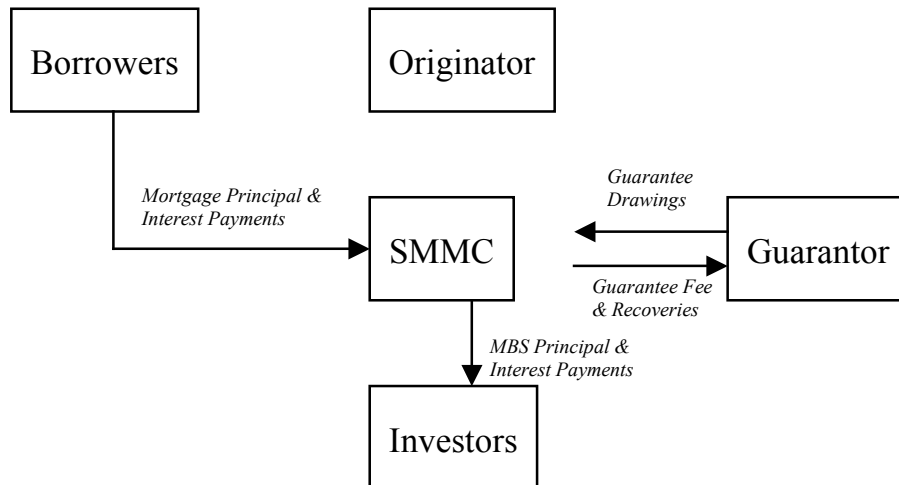 Borrowers
Originator
Mortgage Principal &
Interest Payments
Guarantee
Drawings
SMMC
Guarantor
Guarantee Fee
& Recoveries
MBS Principal &
Interest Payments
Investors